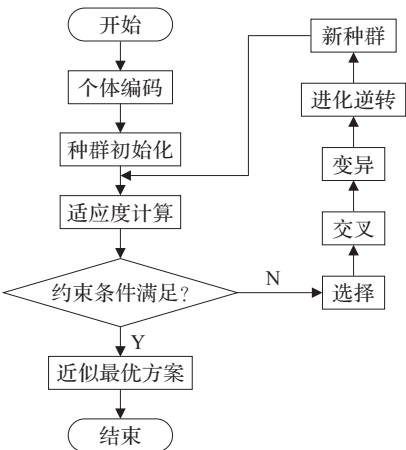 开始
个体编码
种群初始化
适应度计算
约束条件满足?
Y
近似最优方案
结束
N
选择
交叉
变异
进化逆转
新种群